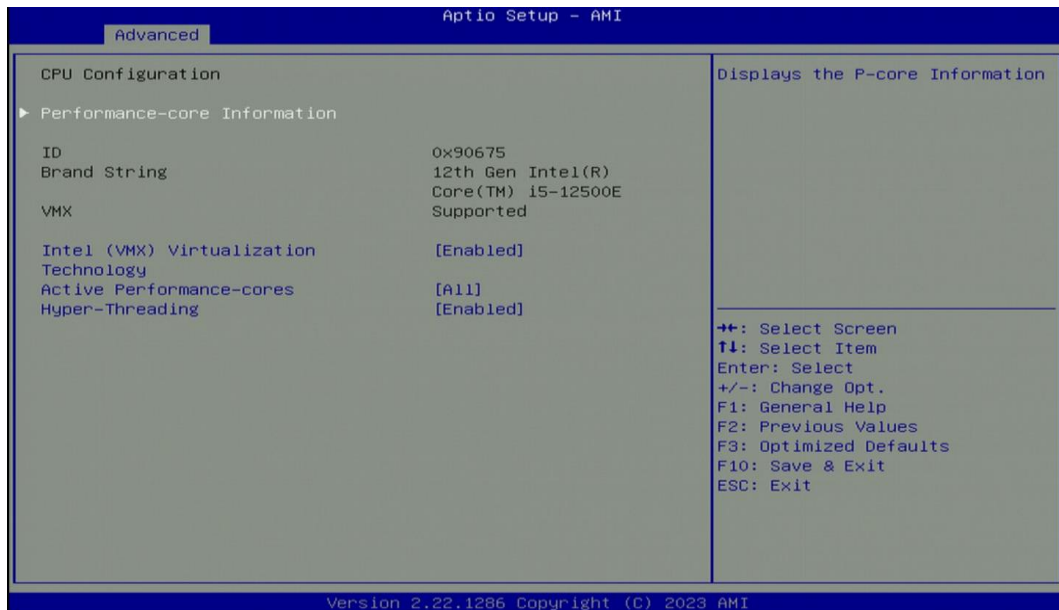 Aptio Setup – AMI
Advanced
CPU Configuration
Performance-core Information
ID 0x90675
Brand String 12th Gen Intel(R)
Core(TM) i5-12500E
VMX Supported
Intel (VMX) Virtualization [Enabled]
Technology
Active Performance-cores [All]
Hyper-Threading [Enabled]
Displays the P-core Information
→←: Select Screen
↑↓: Select Item
Enter: Select
+/-: Change Opt.
F1: General Help
F2: Previous Values
F3: Optimized Defaults
F10: Save & Exit
ESC: Exit
Version 2.22.1286 Copyright (C) 2023 AMI